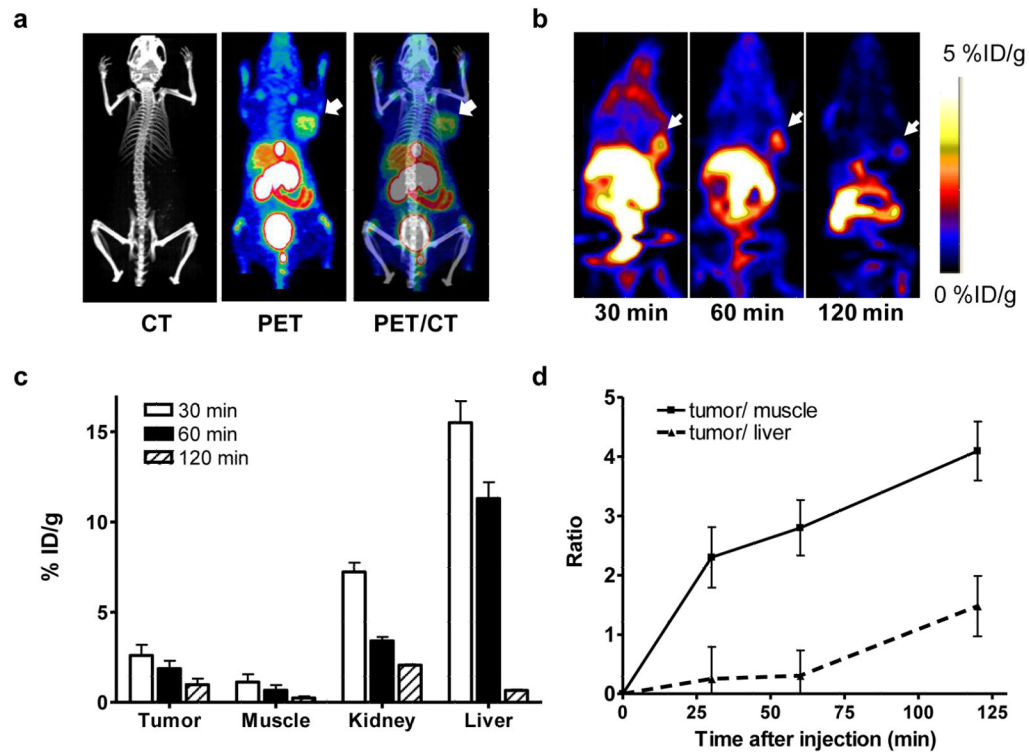 a
CT
PET
PET/CT
b
5 %ID/g
0 %ID/g
30 min
60 min
120 min
c
30 min
60 min
120 min
% ID/g
15
10
5
0
Tumor
Muscle
Kidney
Liver
d
tumor/ muscle
tumor/ liver
Ratio
5
4
3
2
1
0
0
25
50
75
100
125
Time after injection (min)